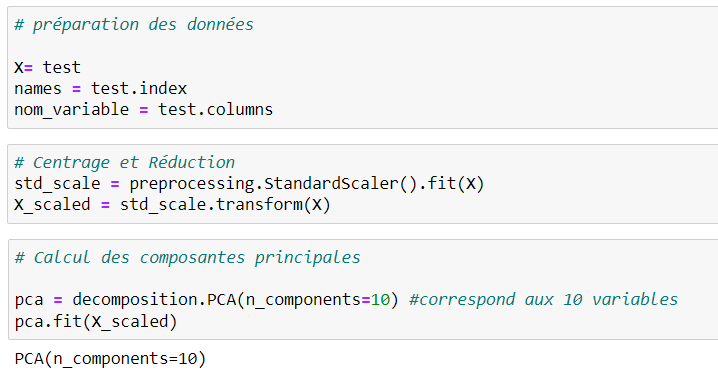 # préparation des données
X= test
names = test.index
nom_variable = test.columns
# Centrage et Réduction
std_scale = preprocessing.StandardScaler().fit(X)
X_scaled = std_scale.transform(X)
# Calcul des composantes principales
pca = decomposition.PCA(n_components=10) #correspond aux 10 variables
pca.fit(X_scaled)
PCA(n_components=10)